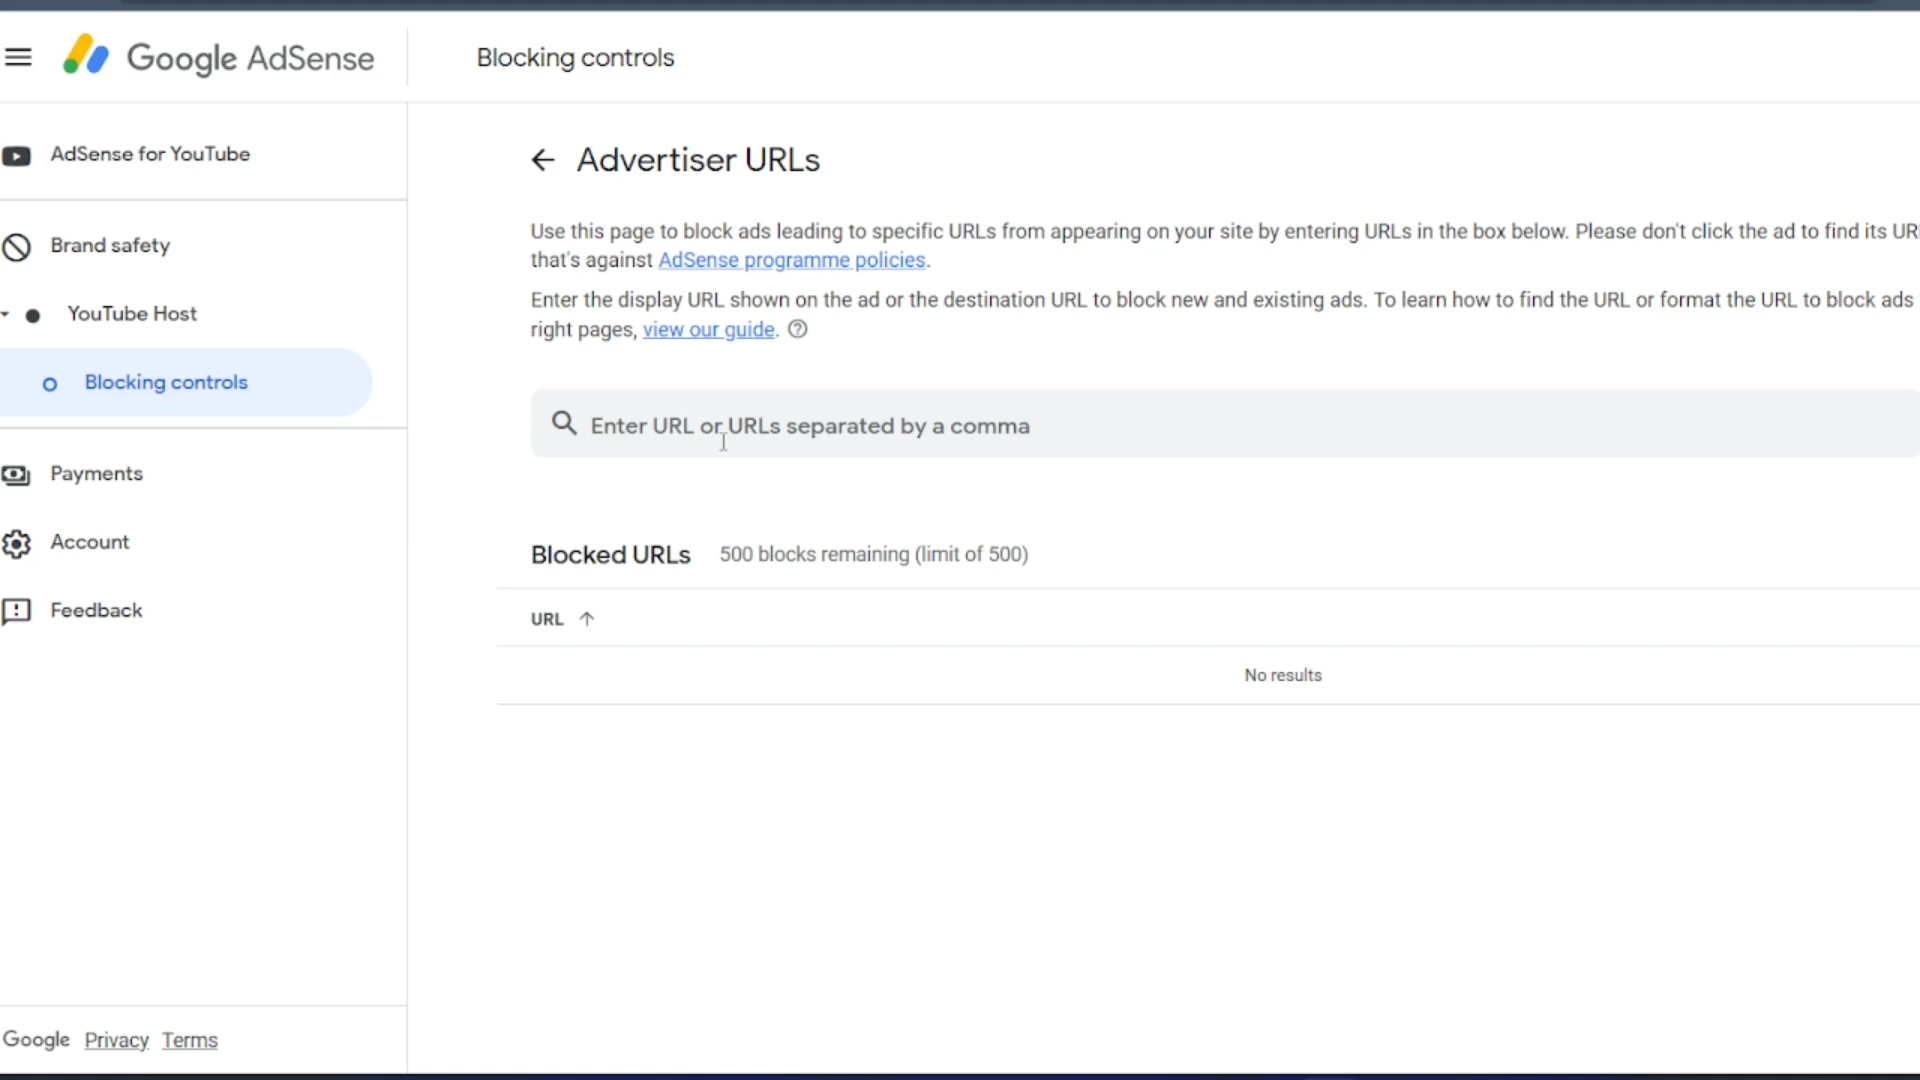 Google AdSense
Blocking controls
AdSense for YouTube
Brand safety
YouTube Host
Blocking controls
Payments
Account
Feedback
Google Privacy Terms
Advertiser URLs
Use this page to block ads leading to specific URLs from appearing on your site by entering URLs in the box below. Please don't click the ad to find its
that's against AdSense programme policies.
Enter the display URL shown on the ad or the destination URL to block new and existing ads. To learn how to find the URL or format the URL to block ads
right pages, view our guide.
Enter URL or URLs separated by a comma
Blocked URLs 500 blocks remaining (limit of 500)
URL
No results